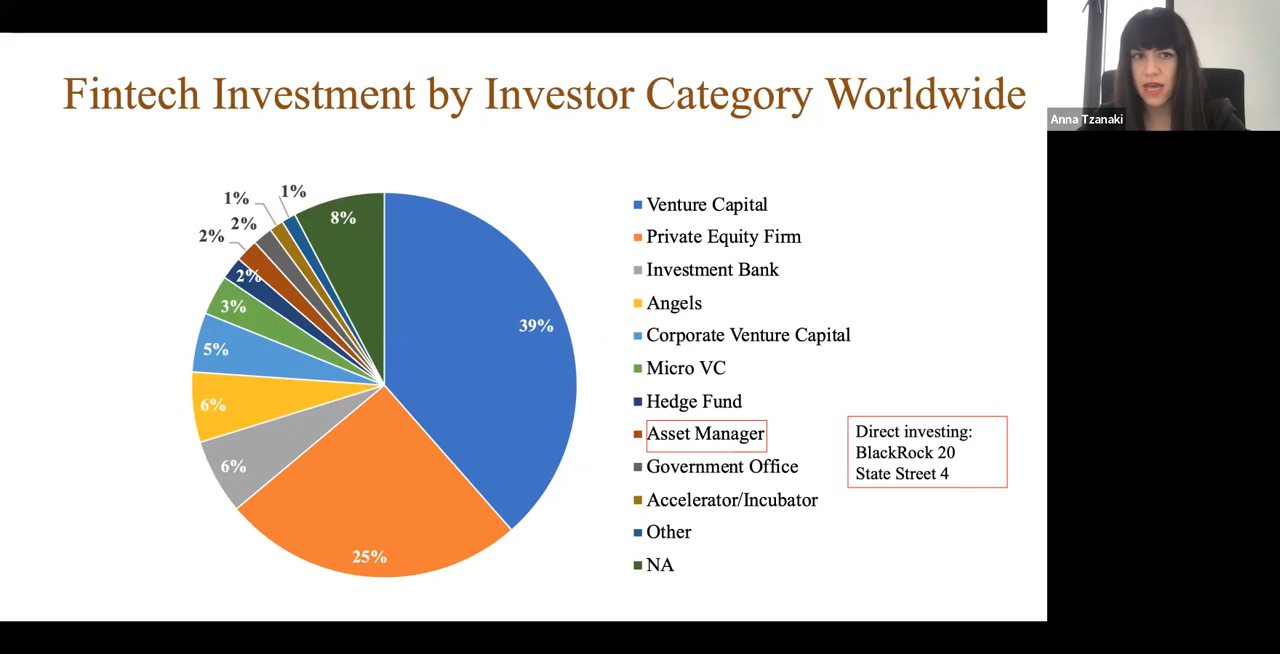 Fintech Investment by Investor Category Worldwide
Anna Tzanaki
1%
1%
8%
2%
2%
2%
3%
5%
6%
6%
25%
39%
Venture Capital
Private Equity Firm
Investment Bank
Angels
Corporate Venture Capital
Micro VC
Hedge Fund
Asset Manager
Government Office
Accelerator/Incubator
Other
NA
Direct investing:
BlackRock 20
State Street 4